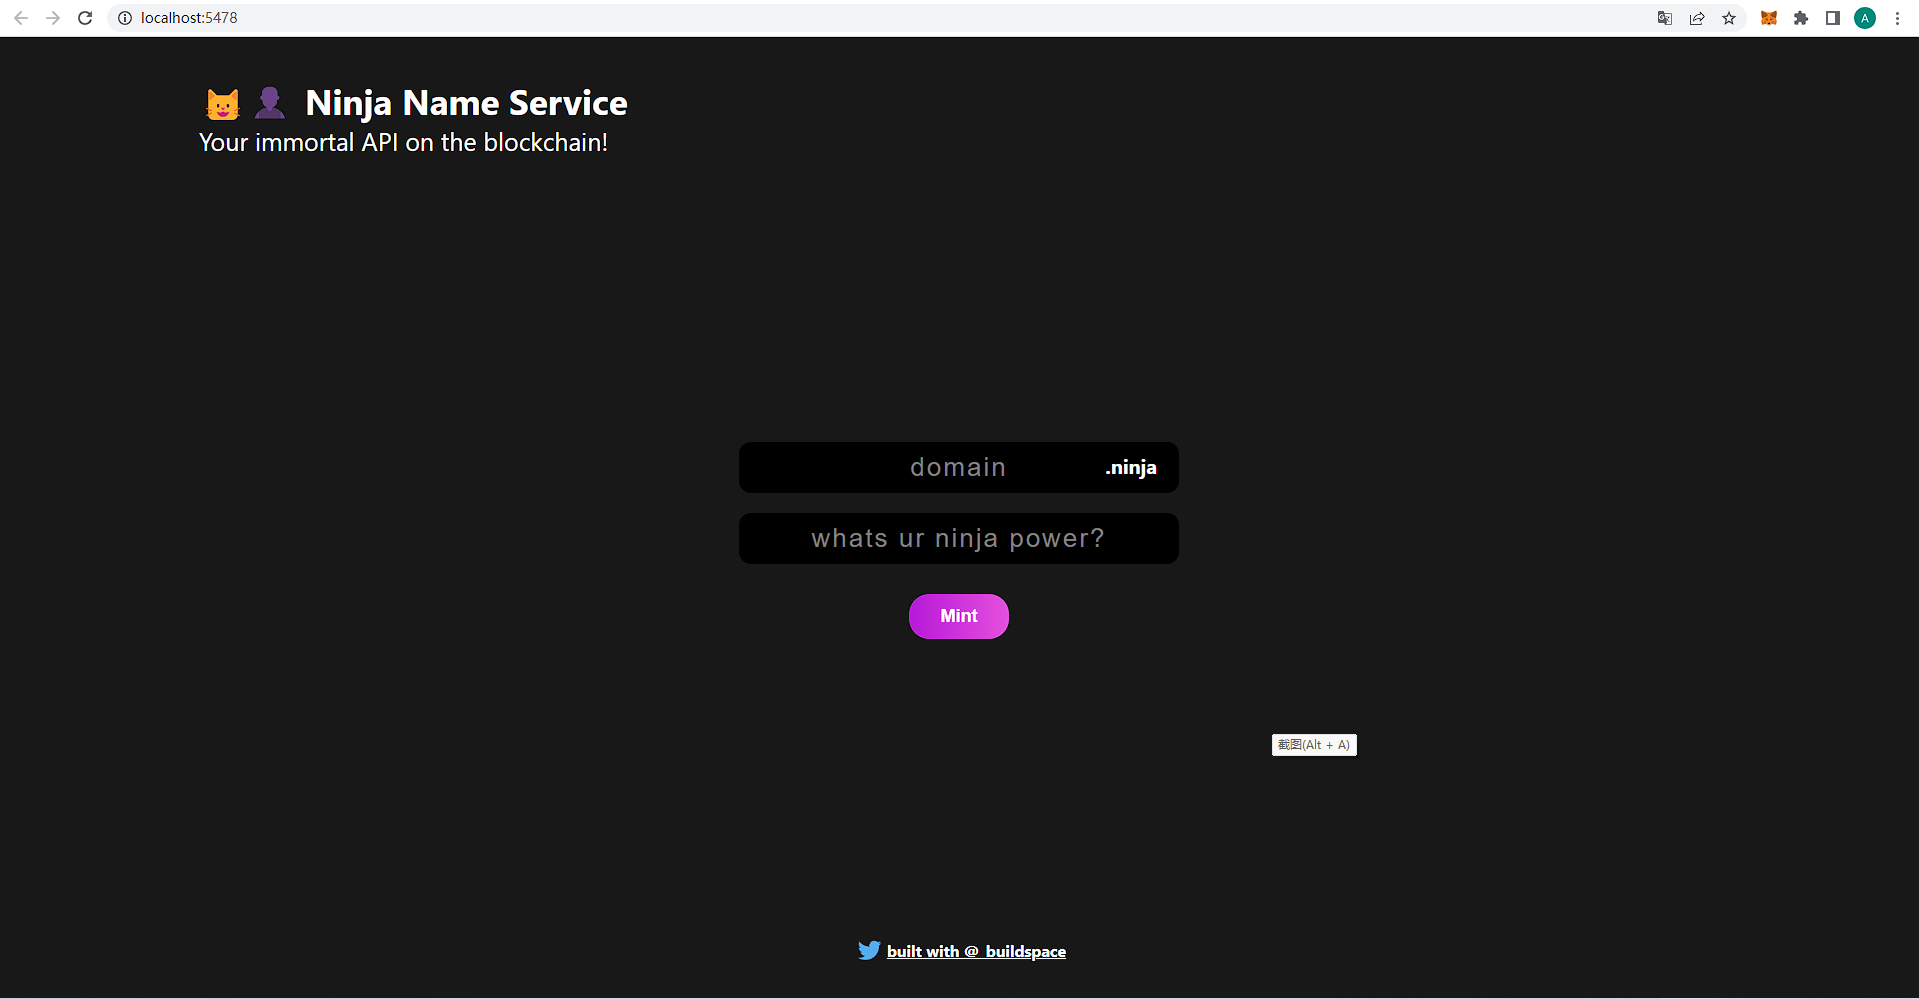 localhost:5478
A
Ninja Name Service
Your immortal API on the blockchain!
domain .ninja
whats ur ninja power?
Mint
截图(Alt + A)
built with @_buildspace